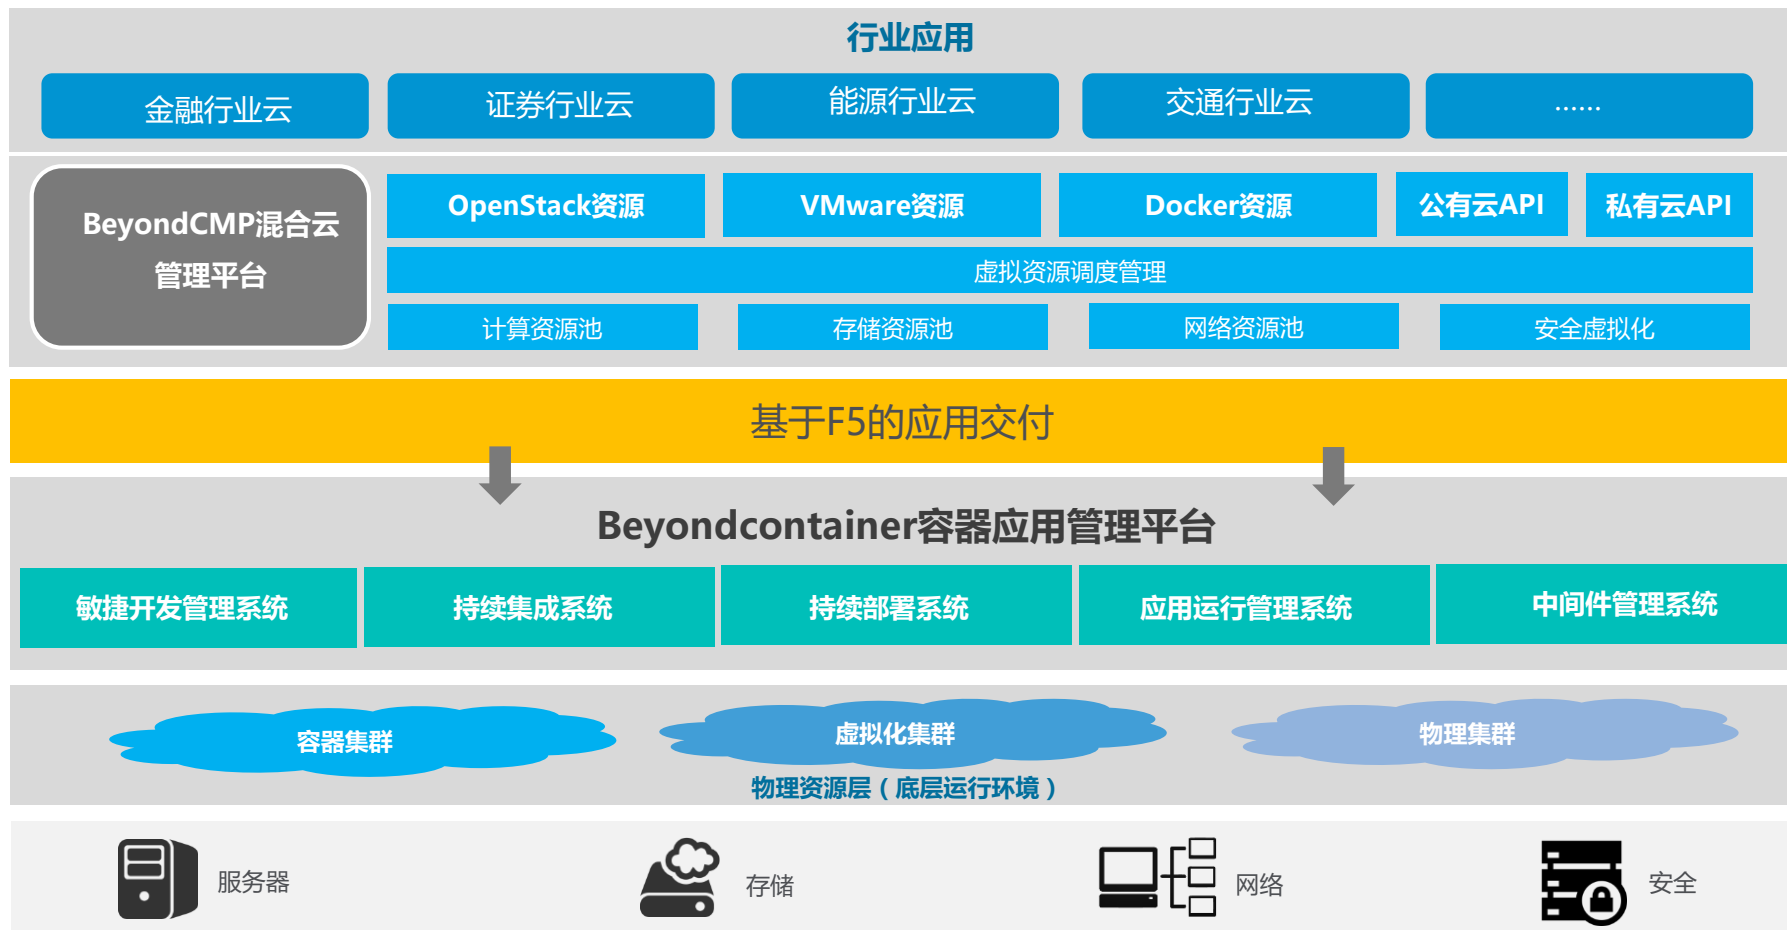 行业应用
金融行业云
证券行业云
能源行业云
交通行业云
......
BeyondCMP混合云
管理平台
OpenStack资源
VMware资源
Docker资源
公有云API
私有云API
虚拟资源调度管理
计算资源池
存储资源池
网络资源池
安全虚拟化
基于F5的应用交付
Beyondcontainer容器应用管理平台
敏捷开发管理系统
持续集成系统
持续部署系统
应用运行管理系统
中间件管理系统
容器集群
虚拟化集群
物理集群
物理资源层（底层运行环境）
服务器
存储
网络
安全